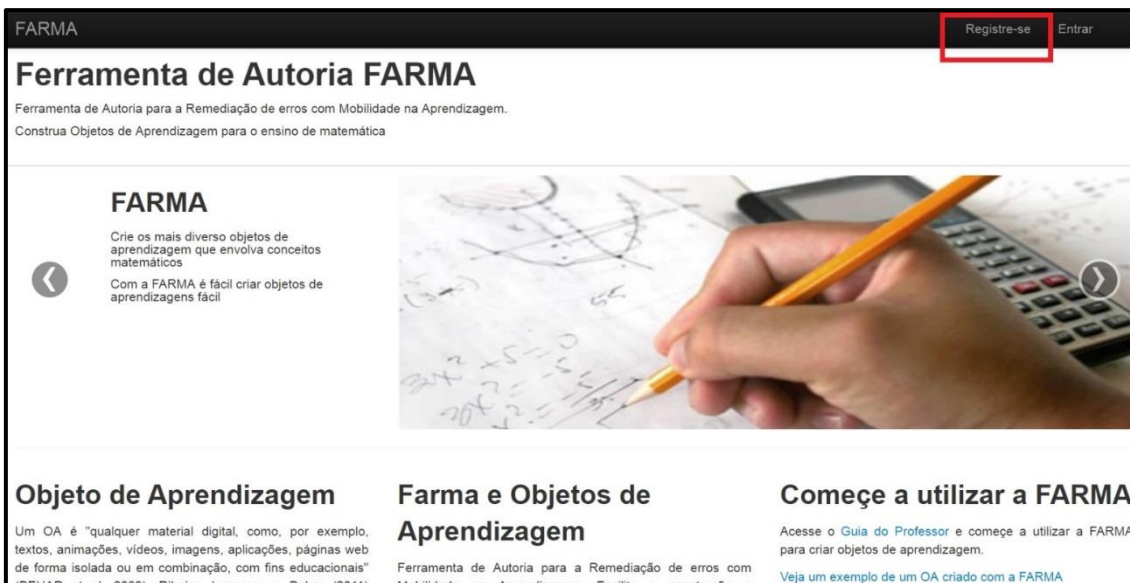 FARMA
Registre-se Entrar
Ferramenta de Autoria FARMA
Ferramenta de Autoria para a Remediação de erros com Mobilidade na Aprendizagem.
Construa Objetos de Aprendizagem para o ensino de matemática
FARMA
Crie os mais diverso objetos de
aprendizagem que envolva conceitos
matemáticos
Com a FARMA é fácil criar objetos de
aprendizagens fácil
Objeto de Aprendizagem
Um OA é "qualquer material digital, como, por exemplo,
textos, animações, vídeos, imagens, aplicações, páginas web
de forma isolada ou em combinação, com fins educacionais"
Farma e Objetos de
Aprendizagem
Ferramenta de Autoria para a Remediação de erros com
Começe a utilizar a FARMA
Acesse o Guia do Professor e começe a utilizar a FARMA
para criar objetos de aprendizagem.
Veja um exemplo de um OA criado com a FARMA